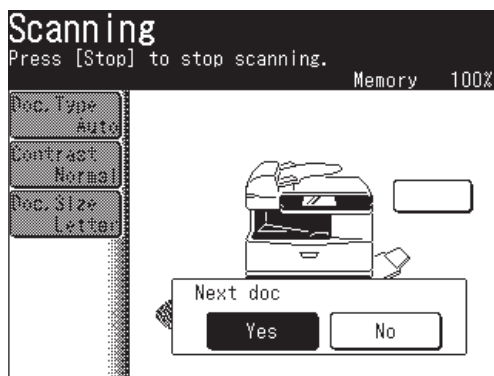 Scanning
Press [Stop] to stop scanning.
Memory 100%
Doc.Type
Auto
Contrast
Normal
Doc.Size
Letter
Next doc
Yes No